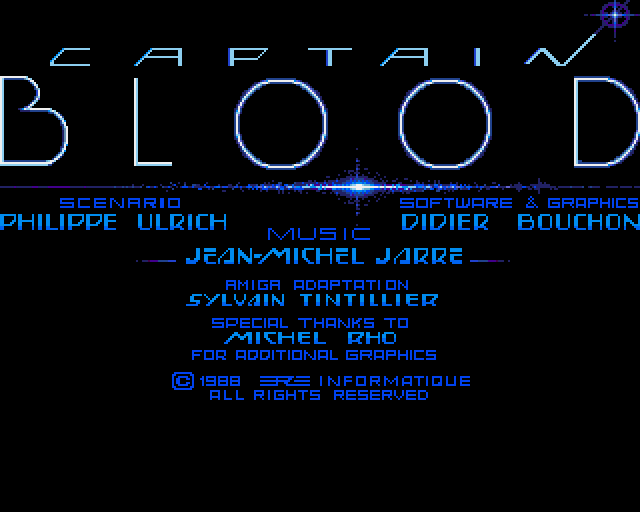 CAPTAIN
BLOOD
SCENARIO
PHILIPPE ULRICH
SOFTWARE & GRAPHICS
DIDIER BOUCHON
MUSIC
JEAN-MICHEL JARRE
AMIGA ADAPTATION
SYLVAIN TINTILLIER
SPECIAL THANKS TO
MICHEL RHO
FOR ADDITIONAL GRAPHICS
© 1988 ERE INFORMATIQUE
ALL RIGHTS RESERVED